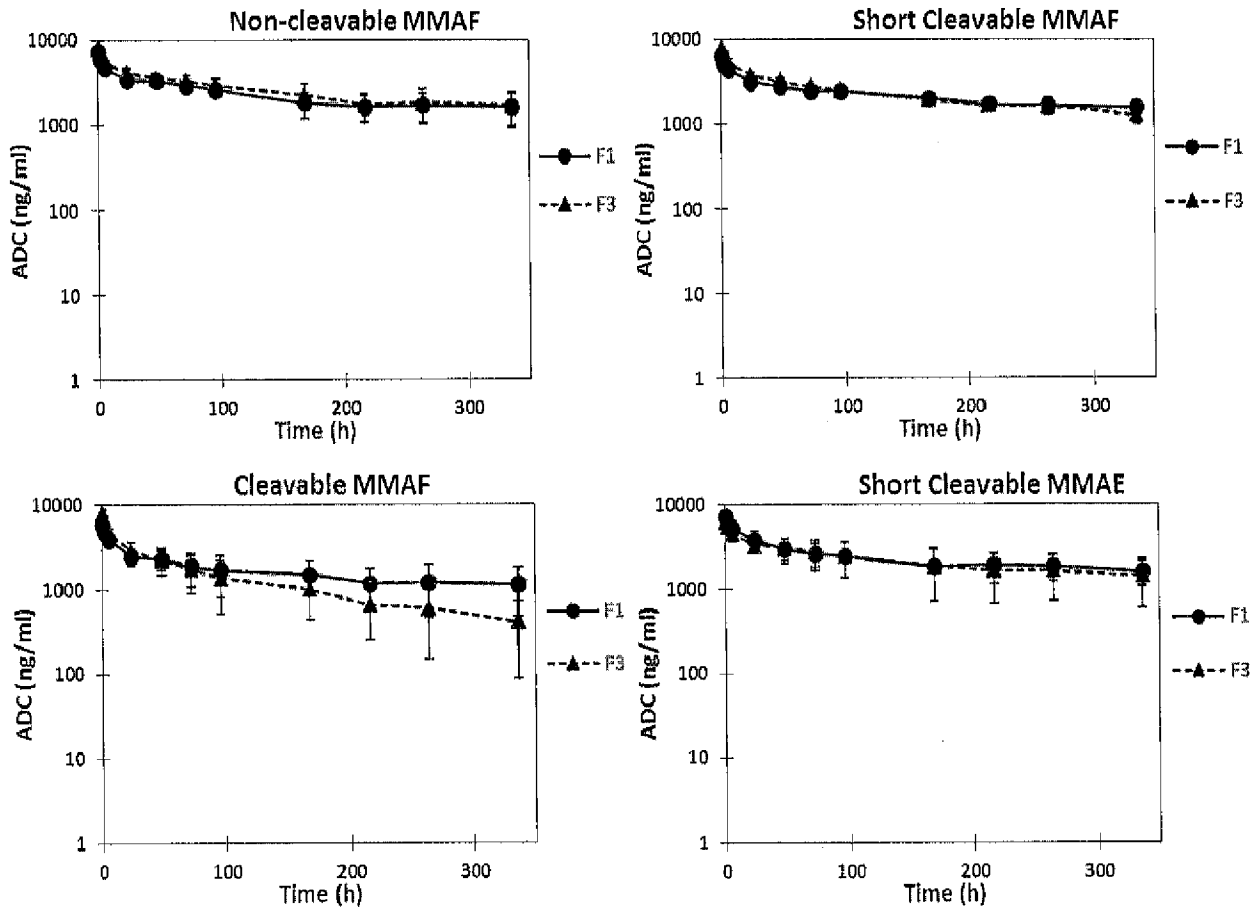 Non-cleavable MMAF
10000
1000
100
10
1
ADC (ng/ml)
0 100 200 300
Time (h)
F1
F3
Short Cleavable MMAF
10000
1000
100
10
1
ADC (ng/ml)
0 100 200 300
Time (h)
F1
F3
Cleavable MMAF
10000
1000
100
10
1
ADC (ng/ml)
0 100 200 300
Time (h)
F1
F3
Short Cleavable MMAE
10000
1000
100
10
1
ADC (ng/ml)
0 100 200 300
Time (h)
F1
F3